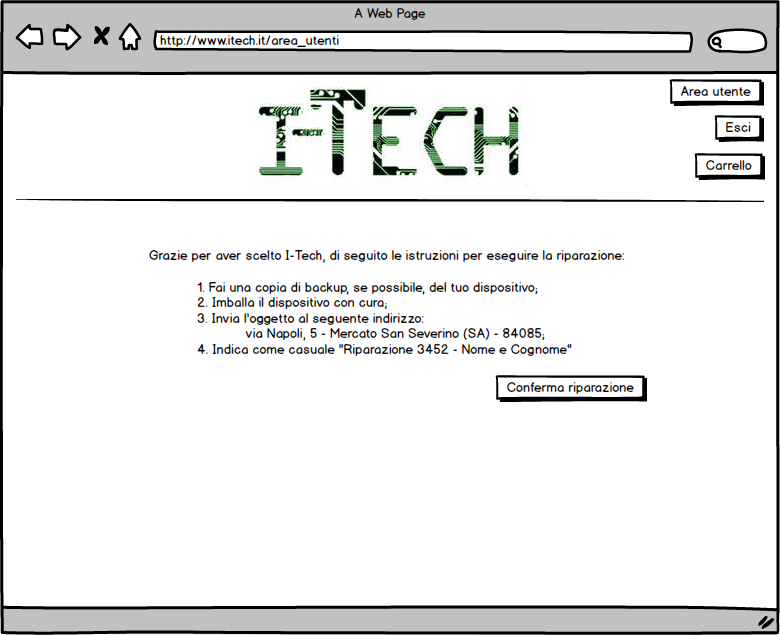 A Web Page
http://www.itech.it/area_utenti
I-TECH
Area utente
Esci
Carrello
Grazie per aver scelto I-Tech, di seguito le istruzioni per eseguire la riparazione:
1. Fai una copia di backup, se possibile, del tuo dispositivo;
2. Imballa il dispositivo con cura;
3. Invia l'oggetto al seguente indirizzo:
via Napoli, 5 - Mercato San Severino (SA) - 84085;
4. Indica come casuale "Riparazione 3452 - Nome e Cognome"
Conferma riparazione